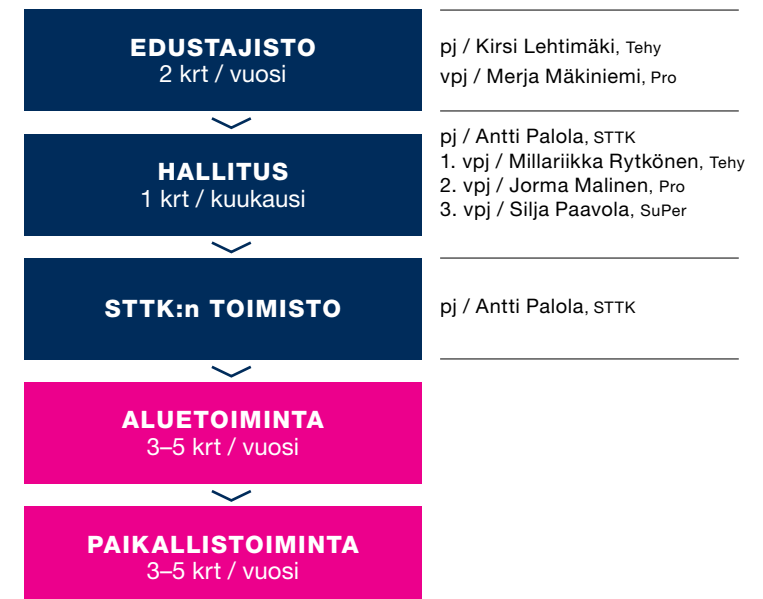 EDUSTAJISTO
2 krt / vuosi
pj / Kirsi Lehtimäki, Tehy
vpj / Merja Mäkiniemi, Pro
HALLITUS
1 krt / kuukausi
pj / Antti Palola, STTK
1. vpj / Millariikka Rytkönen, Tehy
2. vpj / Jorma Malinen, Pro
3. vpj / Silja Paavola, SuPer
STTK:n TOIMISTO
pj / Antti Palola, STTK
ALUETOIMINTA
3–5 krt / vuosi
PAIKALLISTOIMINTA
3–5 krt / vuosi